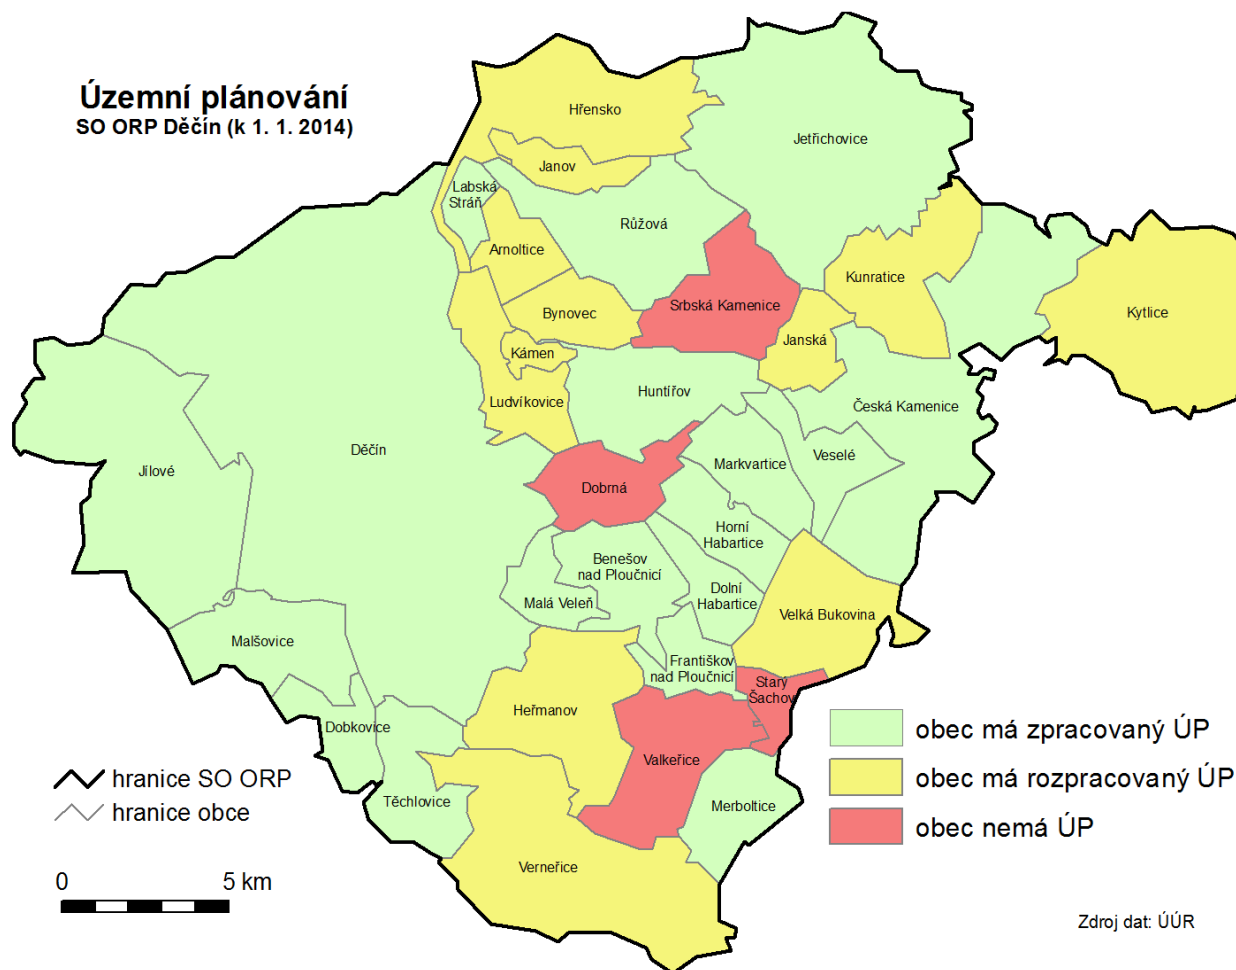 Územní plánování
SO ORP Děčín (k 1. 1. 2014)
Hřensko
Jetřichovice
Janov
Labská
Stráň
Růžová
Arnoltice
Kunratice
Srbská Kamenice
Bynovec
Kytlice
Janská
Kámen
Huntířov
Ludvíkovice
Česká Kamenice
Děčín
Veselé
Markvartice
Jílové
Dobrná
Horní
Habartice
Benešov
nad Ploučnicí
Dolní
Habartice
Malá Veleň
Velká Bukovina
Malšovice
Františkov
nad Ploučnicí
Starý
Šachov
Heřmanov
Dobkovice
Valkeřice
Těchlovice
Merboltice
Verneřice
obec má zpracovaný ÚP
obec má rozpracovaný ÚP
obec nemá ÚP
hranice SO ORP
hranice obce
0 5 km
Zdroj dat: ÚÚR